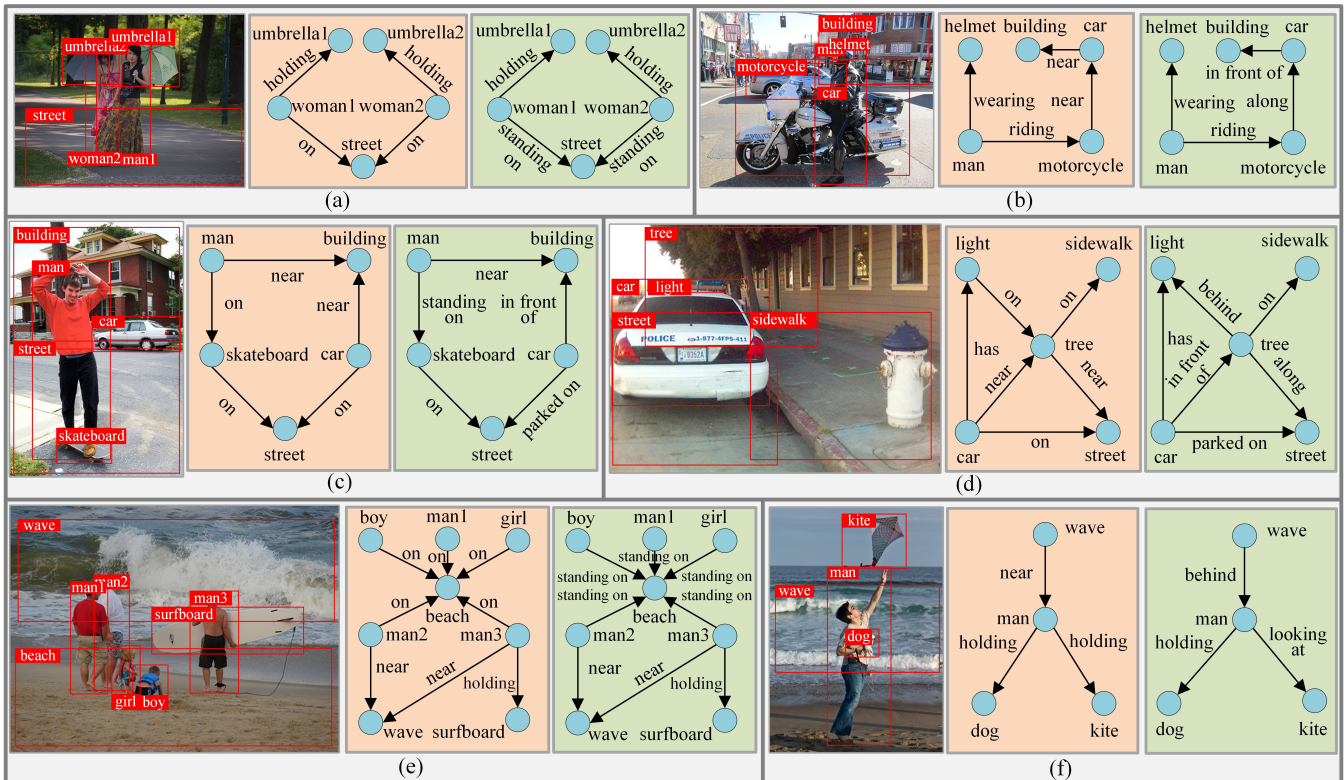 umbrella1
umbrella2
street
woman2 man1
umbrella1 umbrella2
holding holding
woman1 woman2
on street on
umbrella1 umbrella2
holding holding
woman1 woman2
standing on street standing on
(a)
building
man helmet
motorcycle
car
POLICE
helmet building car
near
wearing near
riding
man motorcycle
helmet building car
in front of
wearing along
riding
man motorcycle
(b)
building
man
car
street
skateboard
man building
near
on near
skateboard car
on on
street
man building
near
standing on in front of
skateboard car
on parked on
street
(c)
tree
car light
street sidewalk
POLICE 1-877-4FPS-411
light sidewalk
on on
has tree
near near
on
car street
light sidewalk
behind on
has tree
in front of along
parked on
car street
(d)
wave
man1 man2
man3
surfboard
beach
girl boy
boy man1 girl
on on on
on on
beach
man2 man3
near near holding
wave surfboard
boy man1 girl
standing on
standing on standing on
standing on standing on
beach
man2 man3
near near holding
wave surfboard
(e)
kite
man
wave
dog
wave
near
man
holding holding
dog kite
wave
behind
man
holding looking at
dog kite
(f)